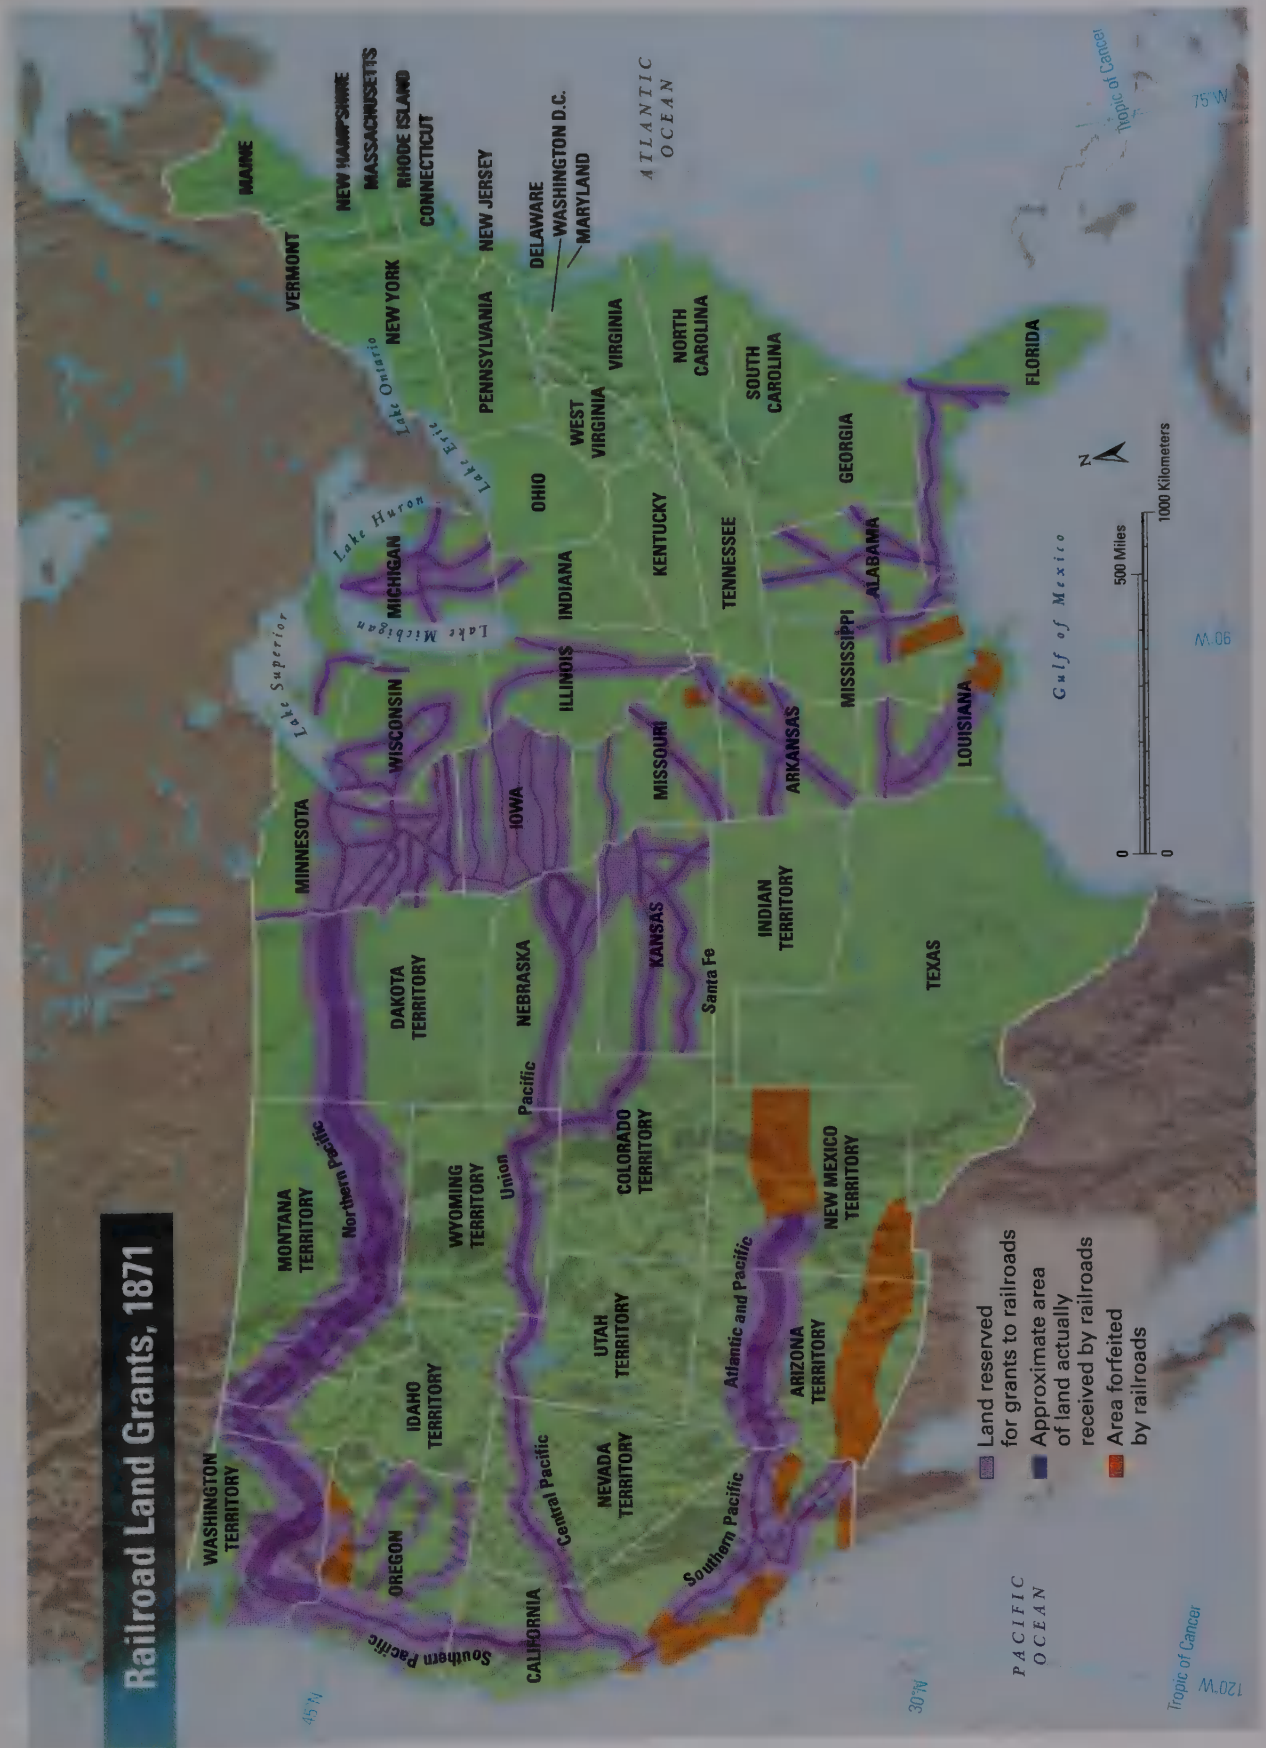 Railroad Land Grants, 1871
WASHINGTON
TERRITORY
MONTANA
TERRITORY
Northern Pacific
DAKOTA
TERRITORY
MINNESOTA
Lake Superior
WISCONSIN
MICHIGAN
Lake Michigan
Lake Huron
Lake Erie
Lake Ontario
VERMONT
MAINE
NEW HAMPSHIRE
MASSACHUSETTS
RHODE ISLAND
CONNECTICUT
NEW YORK
PENNSYLVANIA
NEW JERSEY
DELAWARE
WASHINGTON D.C.
MARYLAND
ATLANTIC
OCEAN
OREGON
IDAHO
TERRITORY
WYOMING
TERRITORY
Union
Pacific
NEBRASKA
IOWA
ILLINOIS
INDIANA
OHIO
WEST
VIRGINIA
VIRGINIA
Southern Pacific
CALIFORNIA
Central Pacific
NEVADA
TERRITORY
UTAH
TERRITORY
COLORADO
TERRITORY
KANSAS
Santa Fe
MISSOURI
KENTUCKY
TENNESSEE
NORTH
CAROLINA
SOUTH
CAROLINA
Southern Pacific
Atlantic and Pacific
ARIZONA
TERRITORY
NEW MEXICO
TERRITORY
INDIAN
TERRITORY
ARKANSAS
MISSISSIPPI
ALABAMA
GEORGIA
TEXAS
LOUISIANA
FLORIDA
Gulf of Mexico
PACIFIC
OCEAN
Land reserved
for grants to railroads
Approximate area
of land actually
received by railroads
Area forfeited
by railroads
N
0
500 Miles
0
1000 Kilometers
45°N
30°N
Tropic of Cancer
120°W
90°W
75°W
Tropic of Cancer